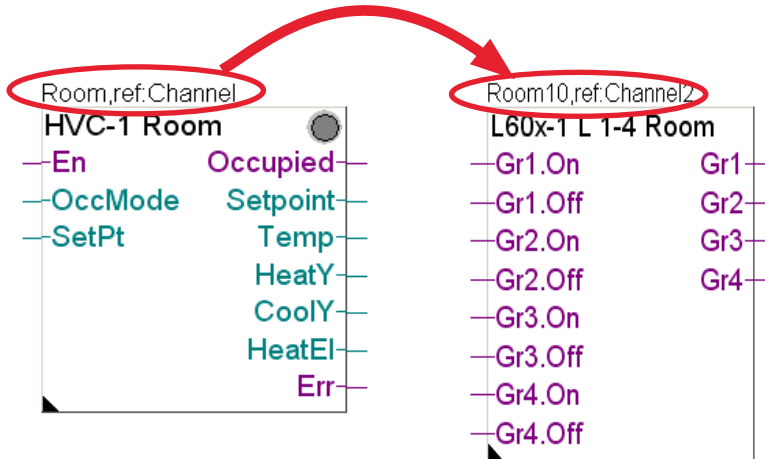 Room,ref:Channel
HVC-1 Room
En Occupied
OccMode Setpoint
SetPt Temp
HeatY
CoolY
HeatEl
Err
Room10,ref:Channel2
L60x-1 L 1-4 Room
Gr1.On Gr1
Gr1.Off Gr2
Gr2.On Gr3
Gr2.Off Gr4
Gr3.On
Gr3.Off
Gr4.On
Gr4.Off